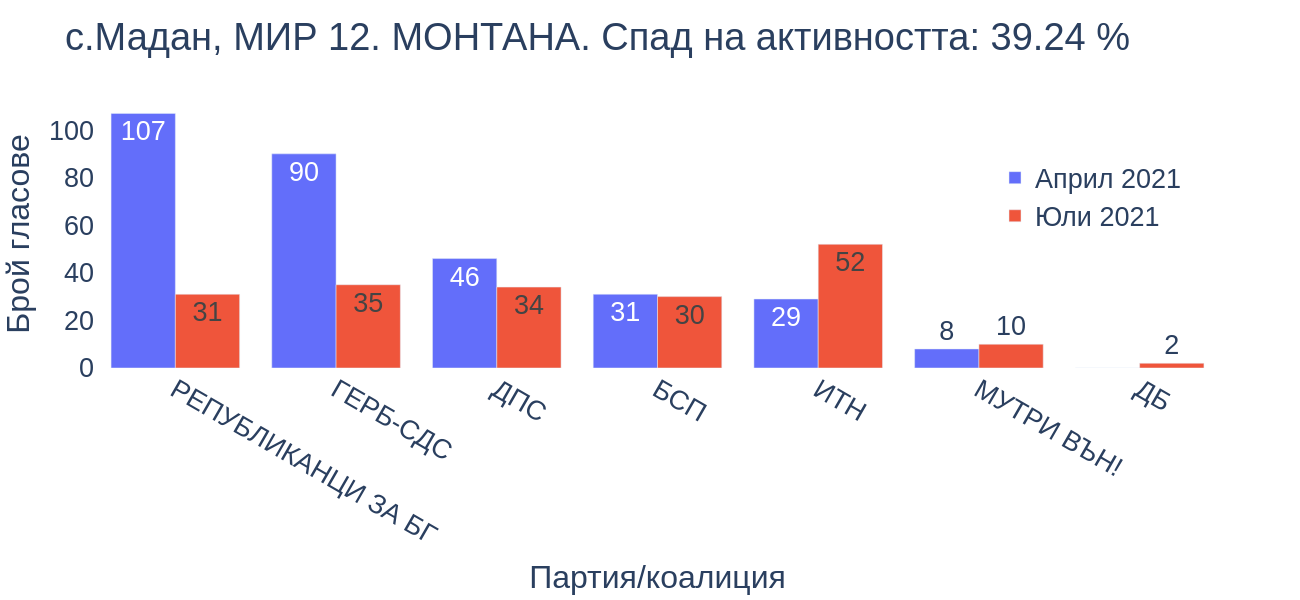 с.Мадан, МИР 12. МОНТАНА. Спад на активността: 39.24 %
Брой гласове
100
80
60
40
20
0
107
31
90
35
46
34
31
30
29
52
8
10
2
Април 2021
Юли 2021
РЕПУБЛИКАНЦИ ЗА БГ
ГЕРБ-СДС
ДПС
БСП
ИТН
МУТРИ ВЪН!
ДБ
Партия/коалиция